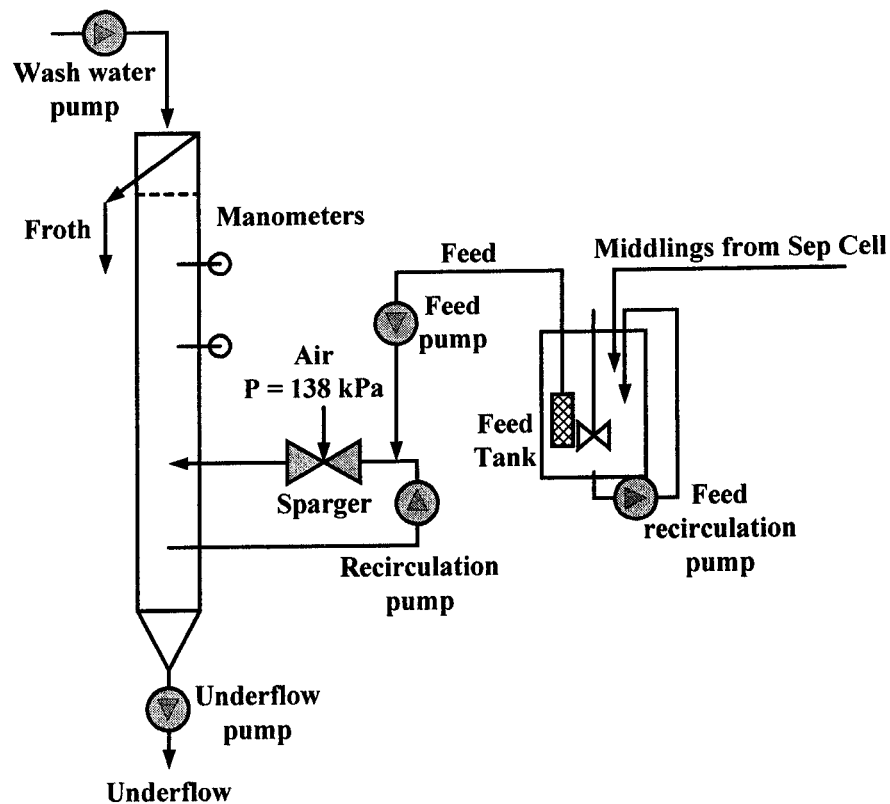 Wash water
pump
Froth
Manometers
Feed
Middlings from Sep Cell
Feed
pump
Air
P = 138 kPa
Feed
Tank
Sparger
Feed
recirculation
pump
Recirculation
pump
Underflow
pump
Underflow